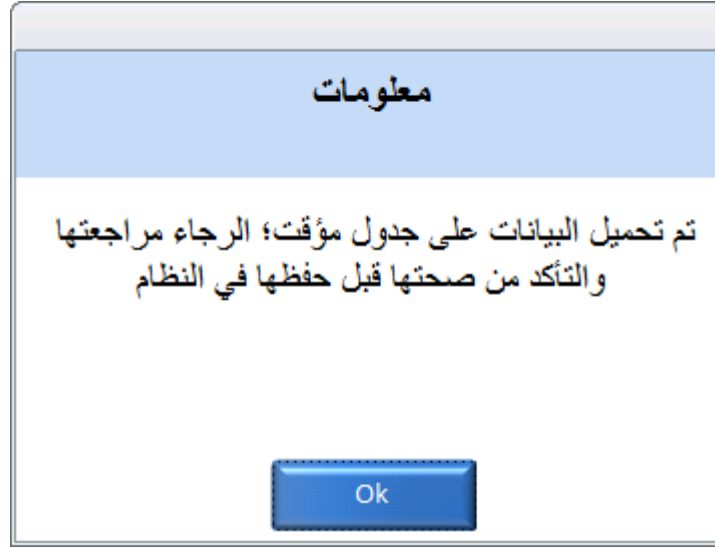 معلومات
تم تحميل البيانات على جدول مؤقت؛ الرجاء مراجعتها
والتأكد من صحتها قبل حفظها في النظام
Ok